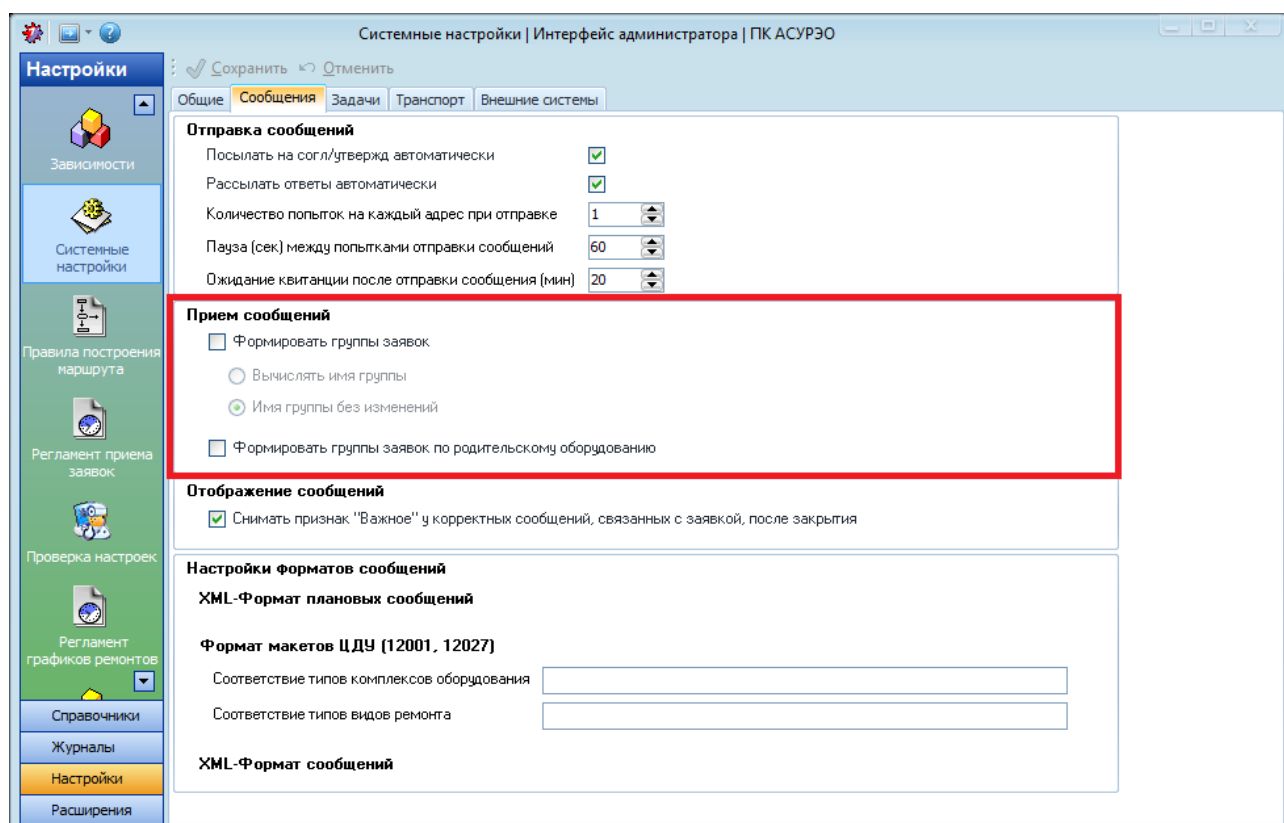 Системные настройки | Интерфейс администратора | ПК АСУРЭО
Настройки
Сохранить Отменить
Общие Сообщения Задачи Транспорт Внешние системы
Зависимости
Системные
настройки
Правила построения
маршрута
Регламент приема
заявок
Проверка настроек
Регламент
графиков ремонтов
Справочники
Журналы
Настройки
Расширения
Отправка сообщений
Посылать на согл/утвержд автоматически
Рассылать ответы автоматически
Количество попыток на каждый адрес при отправке 1
Пауза (сек) между попытками отправки сообщений 60
Ожидание квитанции после отправки сообщения (мин) 20
Прием сообщений
Формировать группы заявок
Вычислять имя группы
Имя группы без изменений
Формировать группы заявок по родительскому оборудованию
Отображение сообщений
Снимать признак "Важное" у корректных сообщений, связанных с заявкой, после закрытия
Настройки форматов сообщений
XML-Формат плановых сообщений
Формат макетов ЦДУ (12001, 12027)
Соответствие типов комплексов оборудования
Соответствие типов видов ремонта
XML-Формат сообщений